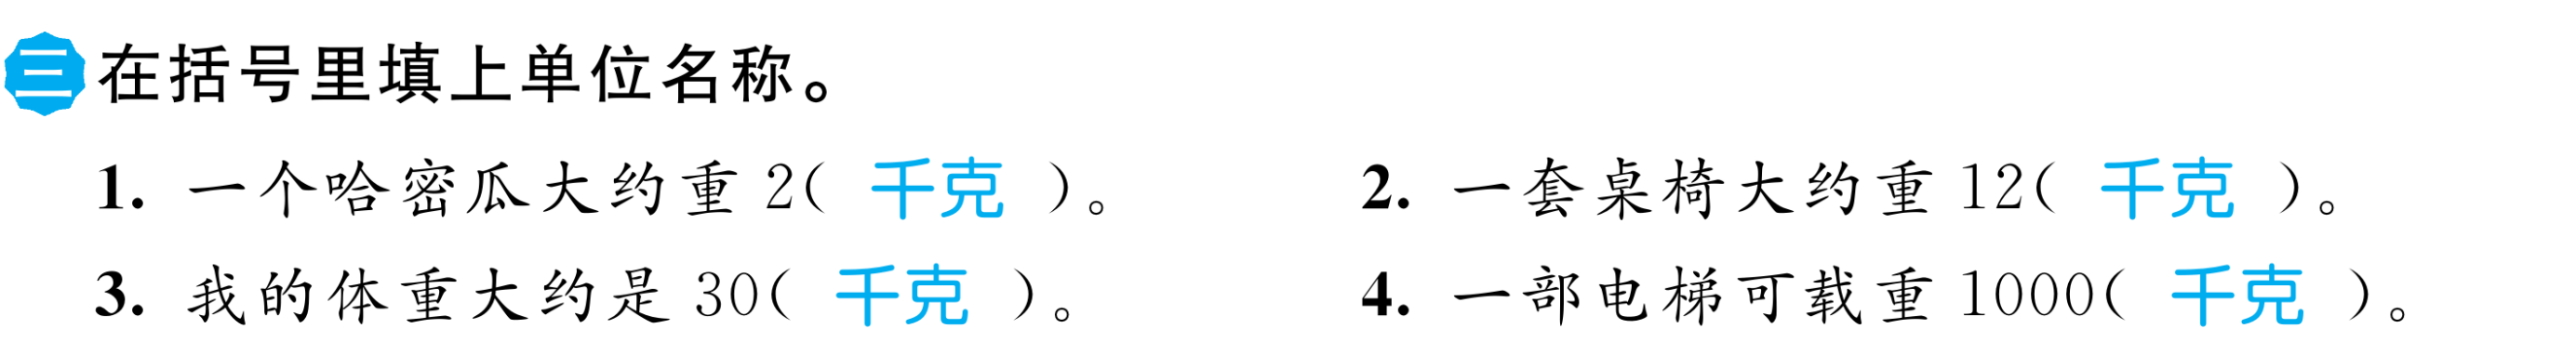 三 在括号里填上单位名称。
1. 一个哈密瓜大约重 2( 千克 )。 2. 一套桌椅大约重 12( 千克 )。
3. 我的体重大约是 30( 千克 )。 4. 一部电梯可载重 1000( 千克 )。